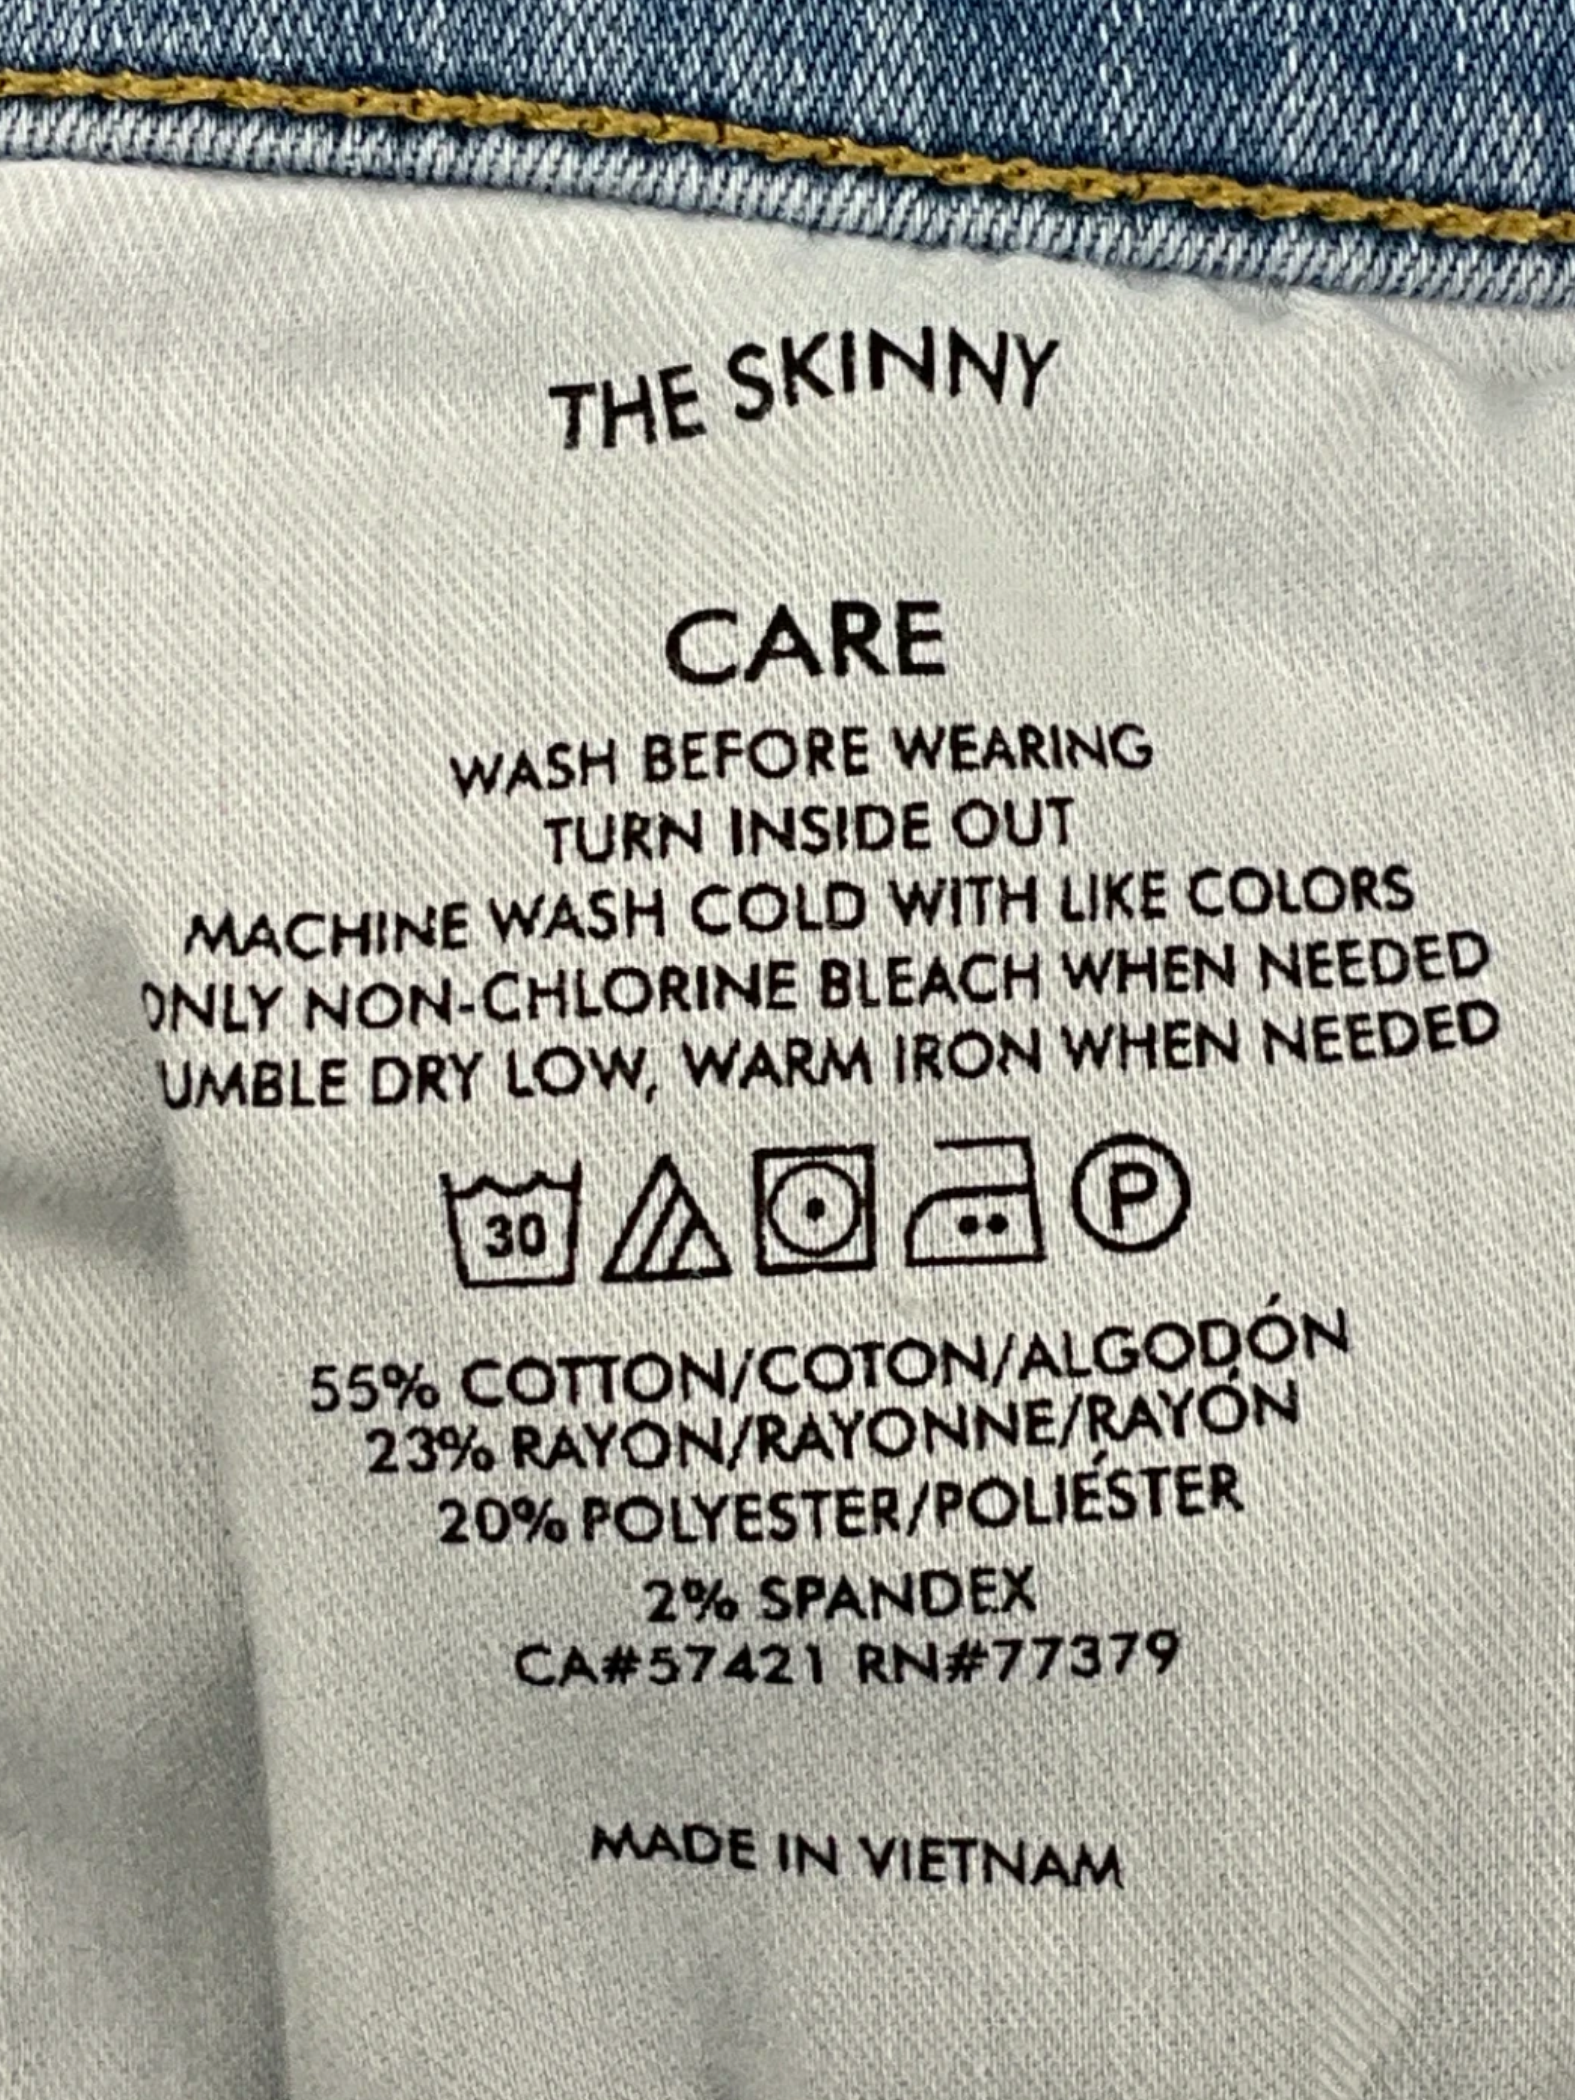 THE SKINNY
CARE
WASH BEFORE WEARING
TURN INSIDE OUT
MACHINE WASH COLD WITH LIKE COLORS
ONLY NON-CHLORINE BLEACH WHEN NEEDED
UMBLE DRY LOW, WARM IRON WHEN NEEDED
30 P
55% COTTON/COTON/ALGODÓN
23% RAYON/RAYONNE/RAYÓN
20% POLYESTER/POLIÉSTER
2% SPANDEX
CA#57421 RN#77379
MADE IN VIETNAM